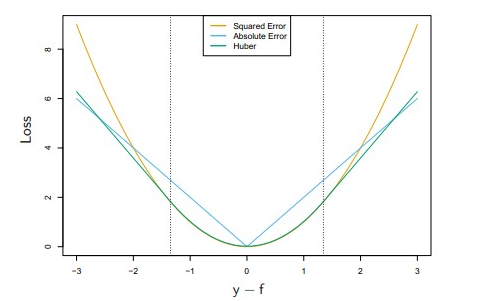 Squared Error
Absolute Error
Huber
Loss
8
6
4
2
0
−3 −2 −1 0 1 2 3
y − f